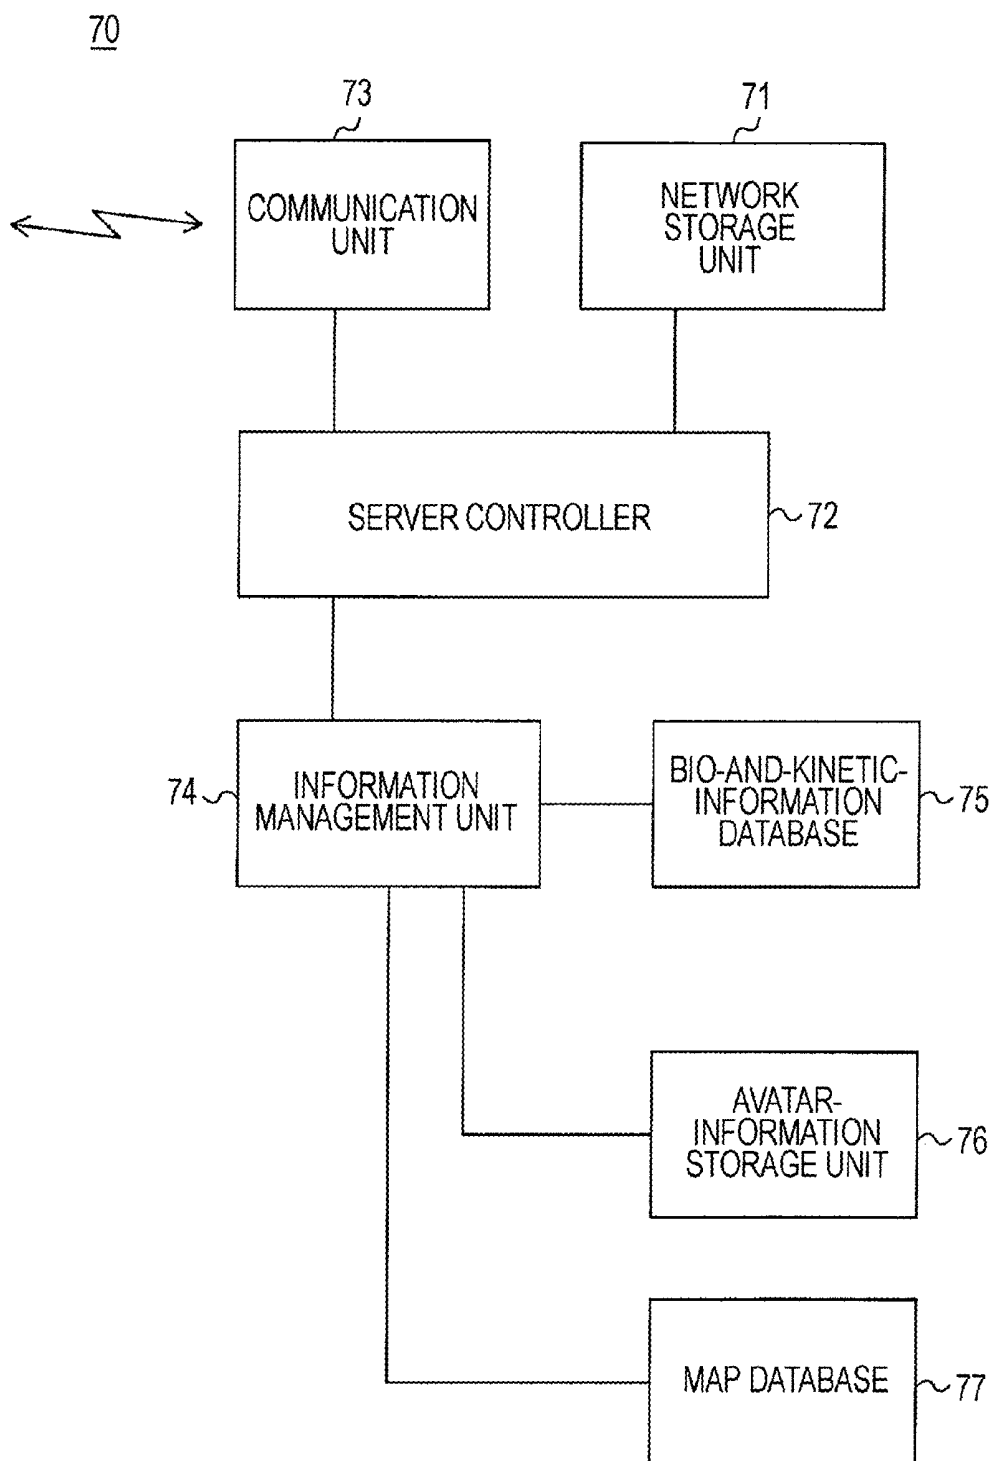 70
73
71
COMMUNICATION
UNIT
NETWORK
STORAGE
UNIT
SERVER CONTROLLER
72
74
INFORMATION
MANAGEMENT UNIT
BIO-AND-KINETIC-
INFORMATION
DATABASE
75
AVATAR-
INFORMATION
STORAGE UNIT
76
MAP DATABASE
77